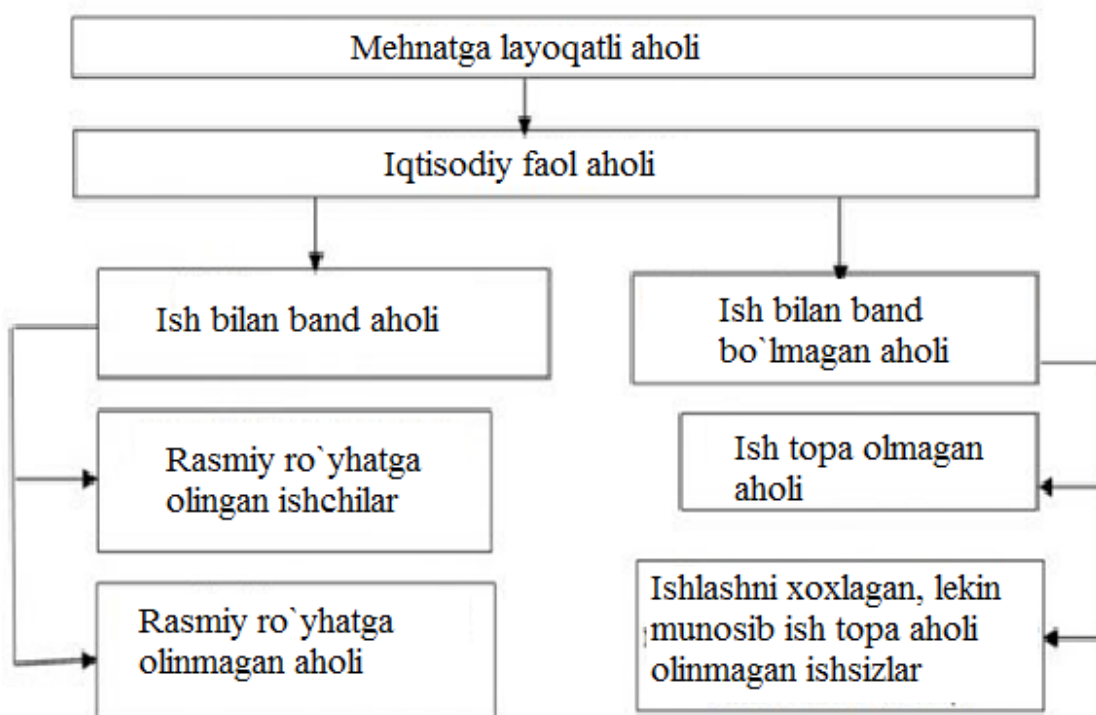 Mehnatga layoqatli aholi
Iqtisodiy faol aholi
Ish bilan band aholi
Ish bilan band
bo`lmagan aholi
Rasmiy ro`yhatga
olingan ishchilar
Ish topa olmagan
aholi
Rasmiy ro`yhatga
olinmagan aholi
Ishlashni xoxlagan, lekin
munosib ish topa aholi
olinmagan ishsizlar